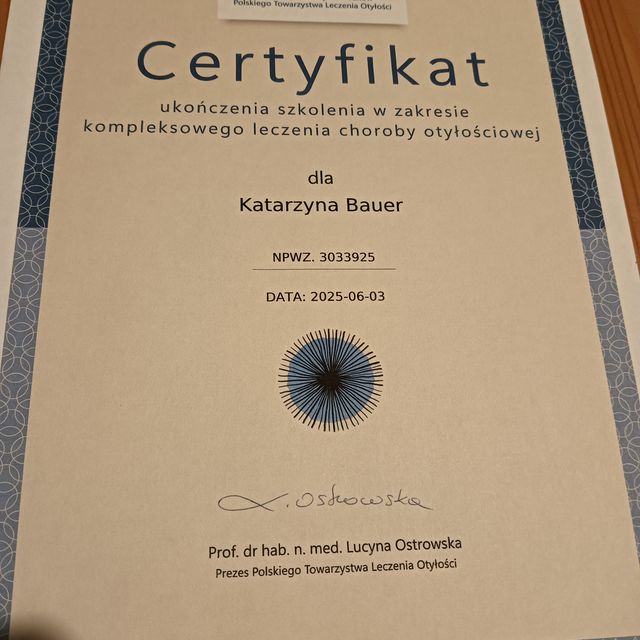 Polskiego Towarzystwa Leczenia Otyłości
Certyfikat
ukończenia szkolenia w zakresie
kompleksowego leczenia choroby otyłościowej
dla
Katarzyna Bauer
NPWZ. 3033925
DATA: 2025-06-03
L. Ostrowska
Prof. dr hab. n. med. Lucyna Ostrowska
Prezes Polskiego Towarzystwa Leczenia Otyłości